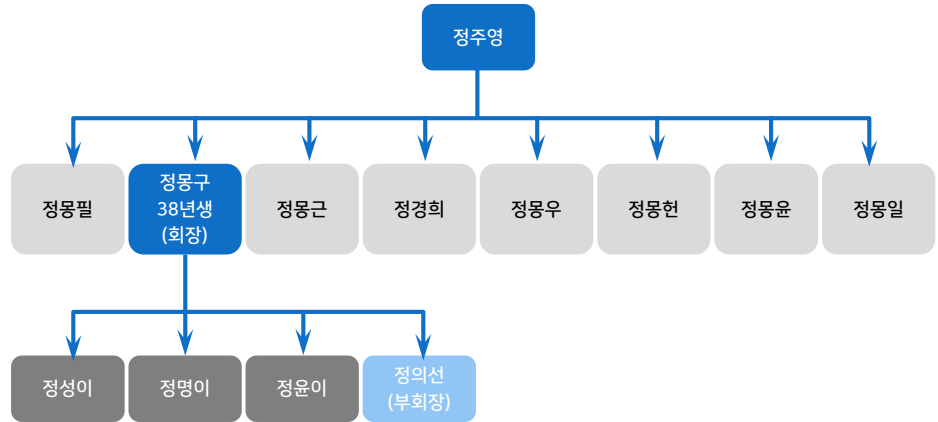 정주영
정몽필
정몽구
38년생
(회장)
정몽근
정경희
정몽우
정몽헌
정몽윤
정몽일
정성이
정명이
정윤이
정의선
(부회장)